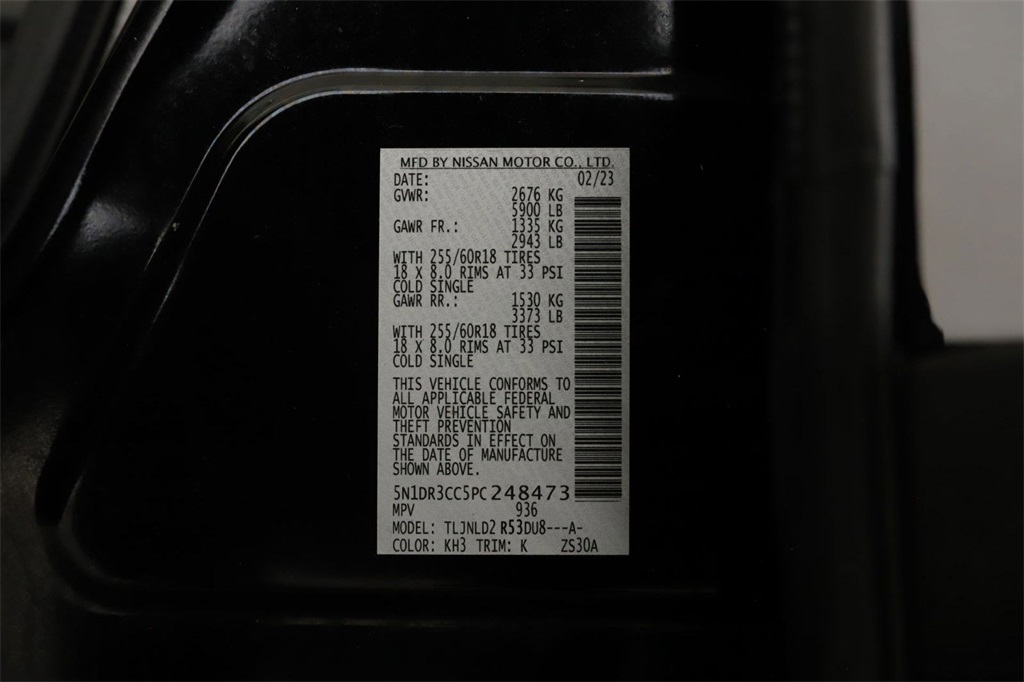 MFD BY NISSAN MOTOR CO., LTD.
DATE: 02/23
GVWR: 2676 KG
5900 LB
GAWR FR.: 1335 KG
2943 LB
WITH 255/60R18 TIRES
18 X 8.0 RIMS AT 33 PSI
COLD SINGLE
GAWR RR.: 1530 KG
3373 LB
WITH 255/60R18 TIRES
18 X 8.0 RIMS AT 33 PSI
COLD SINGLE
THIS VEHICLE CONFORMS TO
ALL APPLICABLE FEDERAL
MOTOR VEHICLE SAFETY AND
THEFT PREVENTION
STANDARDS IN EFFECT ON
THE DATE OF MANUFACTURE
SHOWN ABOVE.
5N1DR3CC5PC248473
MPV 936
MODEL: TLJNLD2 R53DU8---A-
COLOR: KH3 TRIM: K ZS30A